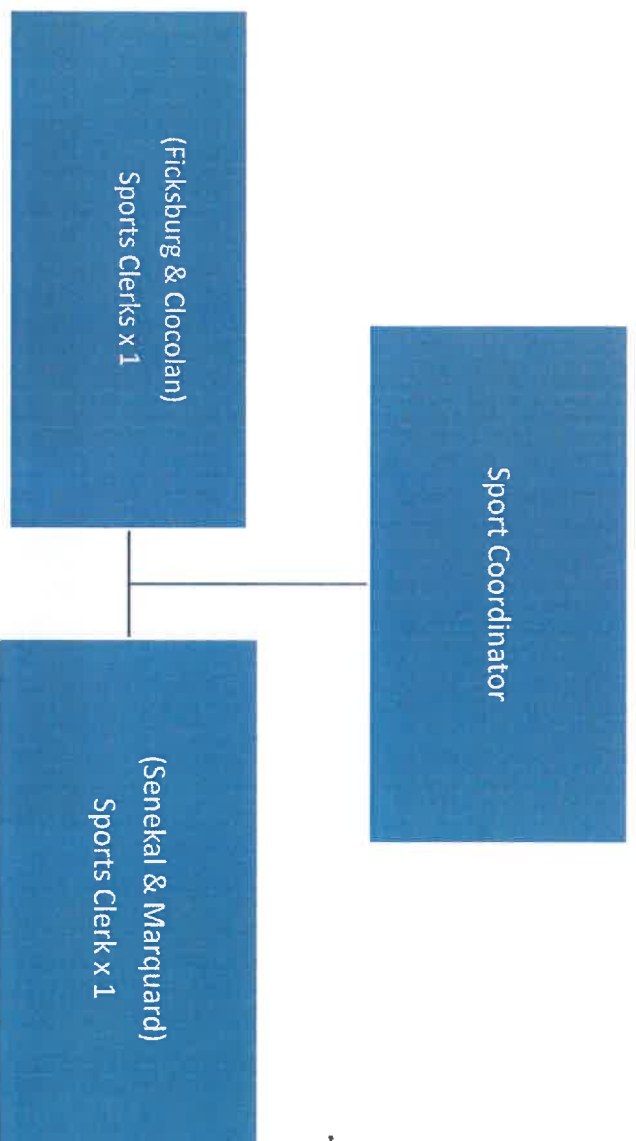 Sport Coordinator
(Ficksburg & Clocolan)
Sports Clerks x 1
(Senekal & Marquard)
Sports Clerk x 1